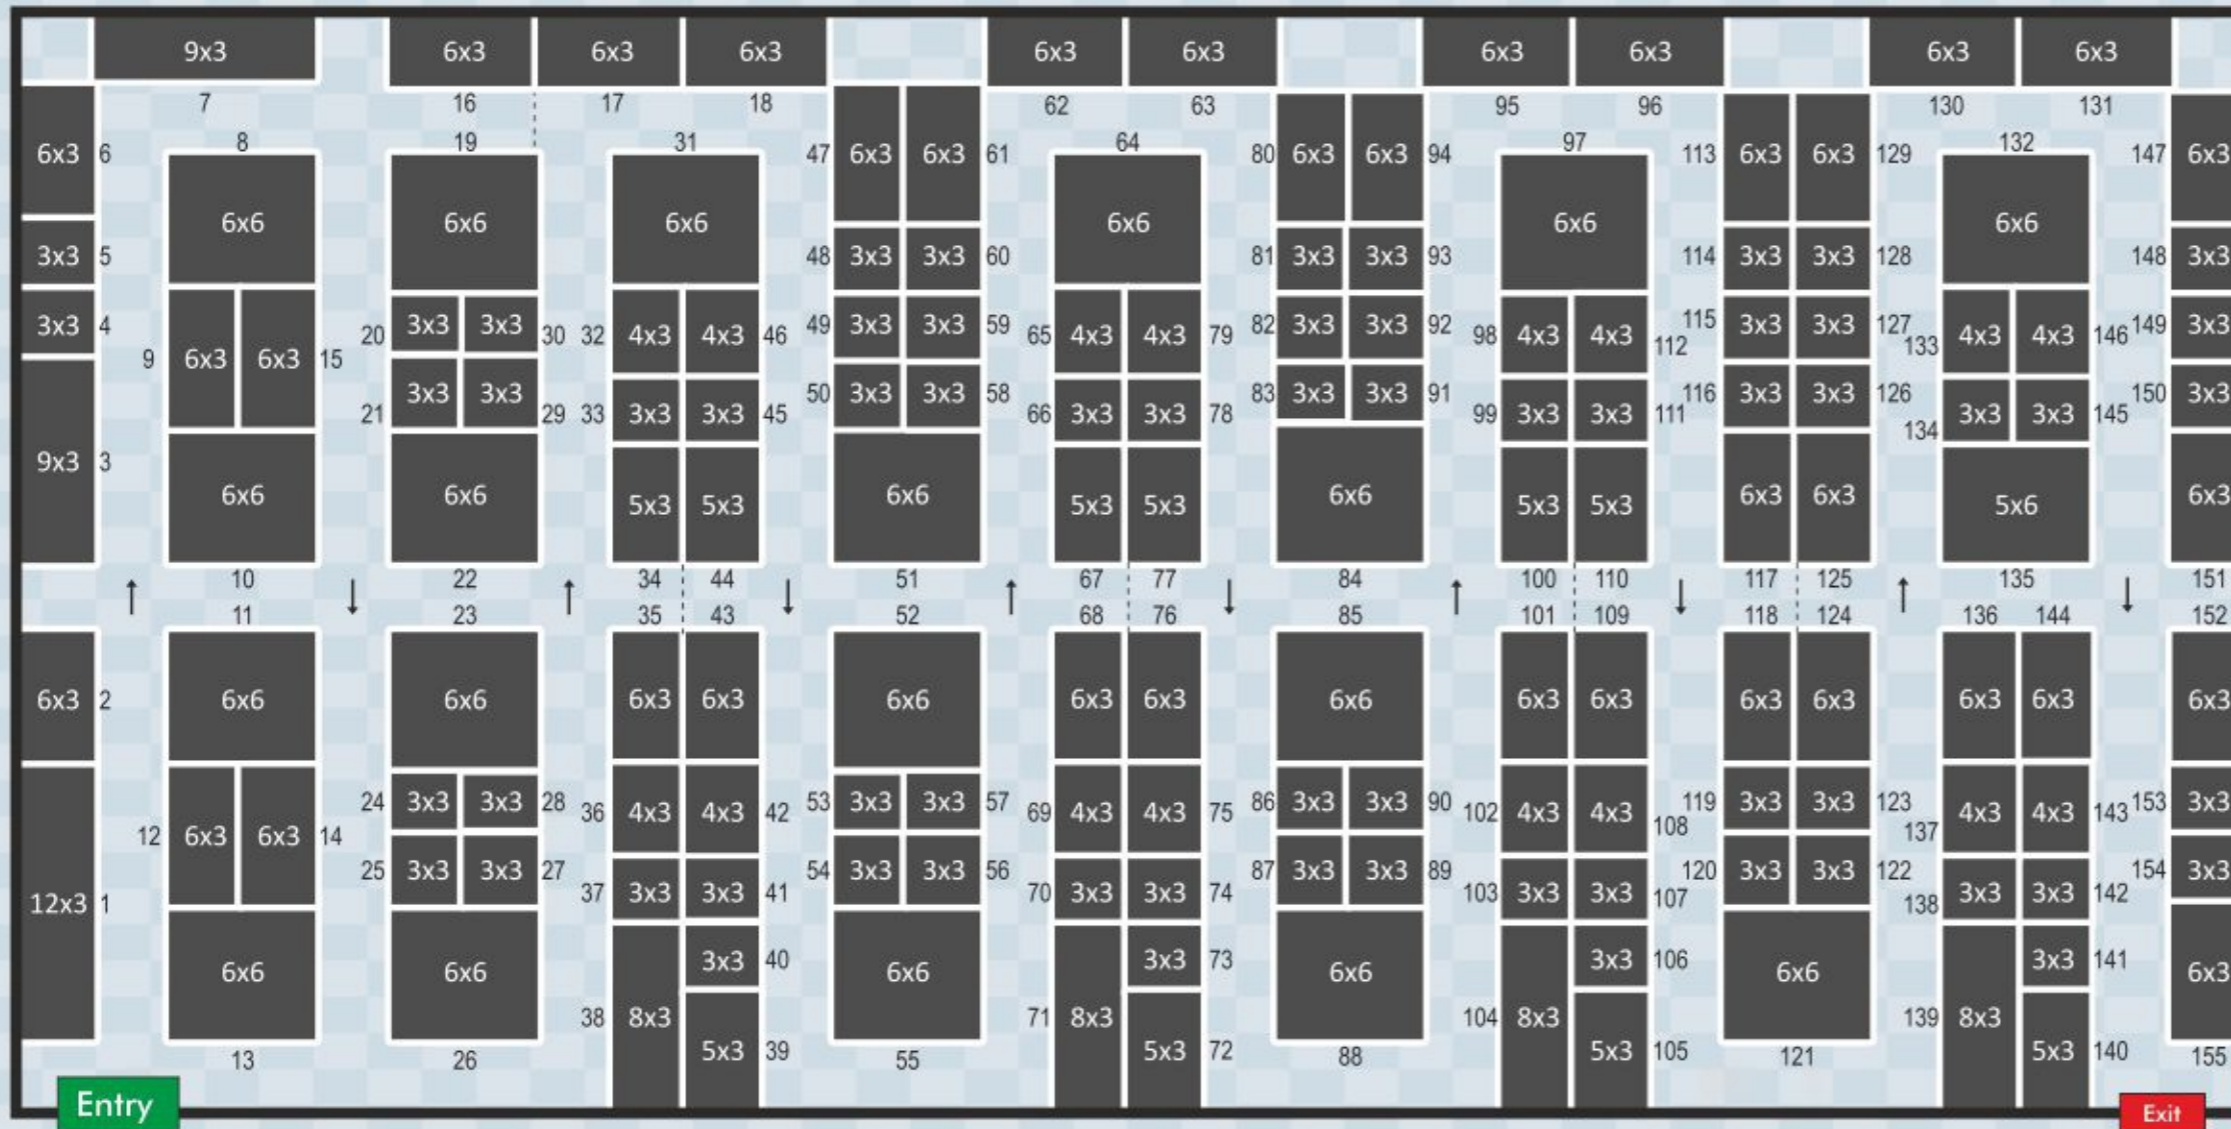 9x3 6x3 6x3 6x3 6x3 6x3 6x3 6x3 6x3 6x3
7 16 17 18 62 63 95 96 130 131
8 19 31 64 97 132
6x3 6 47 6x3 6x3 61 80 6x3 6x3 94 113 6x3 6x3 129 147 6x3
6x6 6x6 6x6 6x6 6x6 6x6
3x3 5 48 3x3 3x3 60 81 3x3 3x3 93 114 3x3 3x3 128 148 3x3
3x3 4 20 3x3 3x3 30 32 4x3 4x3 46 49 3x3 3x3 59 65 4x3 4x3 79 82 3x3 3x3 92 98 4x3 4x3 112 115 3x3 3x3 127 133 4x3 4x3 146 149 3x3
9 6x3 6x3 15
21 3x3 3x3 29 33 3x3 3x3 45 50 3x3 3x3 58 66 3x3 3x3 78 83 3x3 3x3 91 99 3x3 3x3 111 116 3x3 3x3 126 134 3x3 3x3 145 150 3x3
9x3 3 6x6 6x6 5x3 5x3 6x6 5x3 5x3 6x6 5x3 5x3 6x3 6x3 5x6 6x3
10 22 34 44 51 67 77 84 100 110 117 125 135 151
↑ ↓ ↑ ↓ ↑ ↓ ↑ ↓ ↑ ↓
11 23 35 43 52 68 76 85 101 109 118 124 136 144 152
6x3 2 6x6 6x6 6x3 6x3 6x6 6x3 6x3 6x6 6x3 6x3 6x3 6x3 6x3 6x3 6x3
24 3x3 3x3 28 36 4x3 4x3 42 53 3x3 3x3 57 69 4x3 4x3 75 86 3x3 3x3 90 102 4x3 4x3 108 119 3x3 3x3 123 137 4x3 4x3 143 153 3x3
12 6x3 6x3 14
25 3x3 3x3 27 37 3x3 3x3 41 54 3x3 3x3 56 70 3x3 3x3 74 87 3x3 3x3 89 103 3x3 3x3 107 120 3x3 3x3 122 138 3x3 3x3 142 154 3x3
12x3 1
3x3 40 3x3 73 3x3 106 3x3 141
6x6 6x6 6x6 6x6 6x6 6x3
38 8x3 71 8x3 104 8x3 139 8x3
5x3 39 5x3 72 5x3 105 5x3 140
13 26 55 88 121 155
Entry
Exit